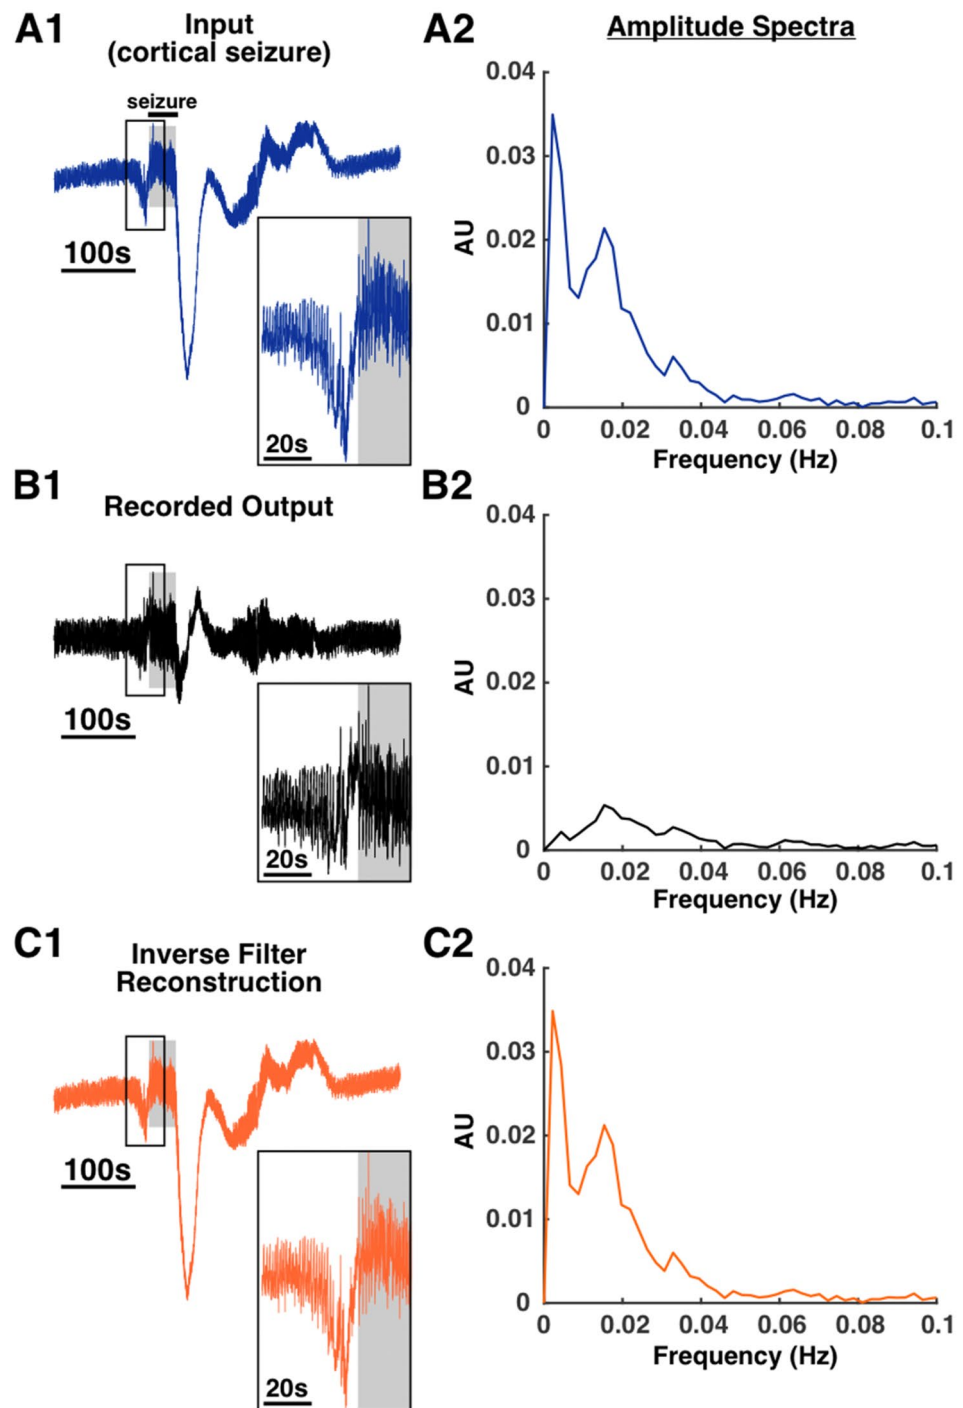 A1
Input
(cortical seizure)
seizure
100s
20s
A2
Amplitude Spectra
0.04
0.03
0.02
0.01
0
AU
0 0.02 0.04 0.06 0.08 0.1
Frequency (Hz)
B1
Recorded Output
100s
20s
B2
0.04
0.03
0.02
0.01
0
AU
0 0.02 0.04 0.06 0.08 0.1
Frequency (Hz)
C1
Inverse Filter
Reconstruction
100s
20s
C2
0.04
0.03
0.02
0.01
0
AU
0 0.02 0.04 0.06 0.08 0.1
Frequency (Hz)